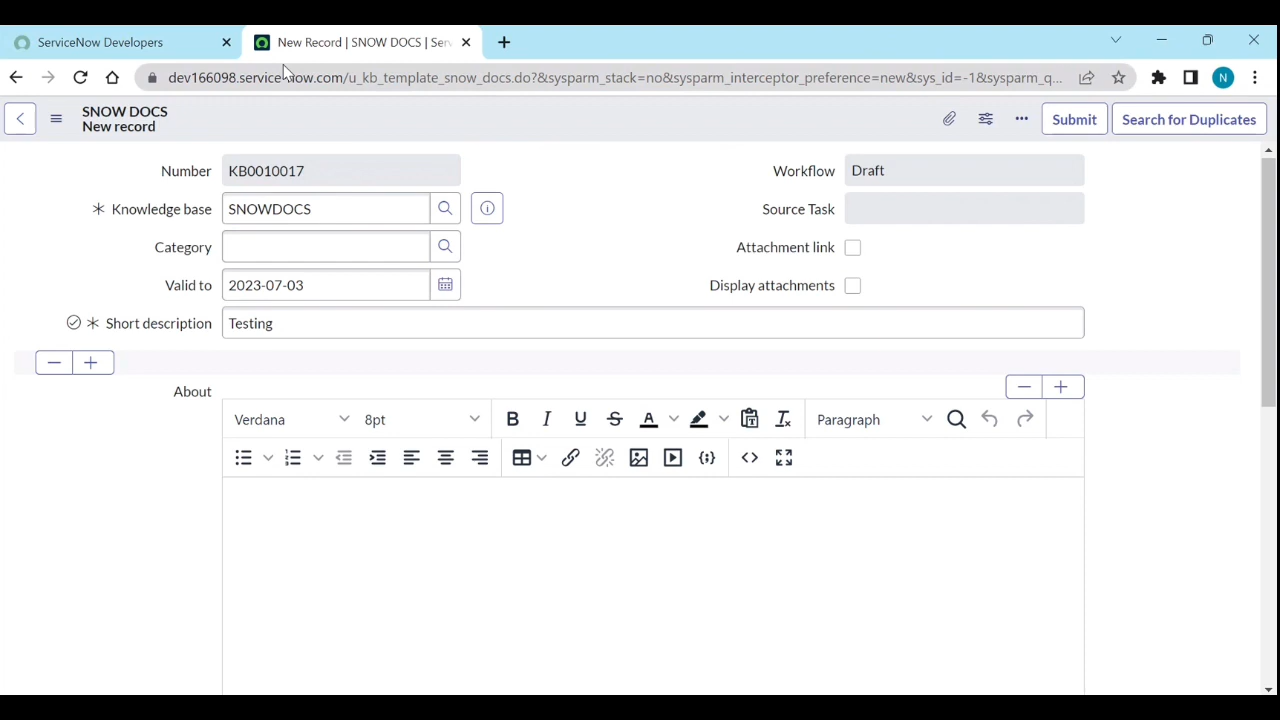 ServiceNow Developers
New Record | SNOW DOCS | Serv
dev166098.service-now.com/u_kb_template_snow_docs.do?&sysparm_stack=no&sysparm_interceptor_preference=new&sys_id=-1&sysparm_q...
N
SNOW DOCS
New record
Submit
Search for Duplicates
Number
KB0010017
Workflow
Draft
Knowledge base
SNOWDOCS
Source Task
Category
Attachment link
Valid to
2023-07-03
Display attachments
Short description
Testing
About
Verdana
8pt
Paragraph